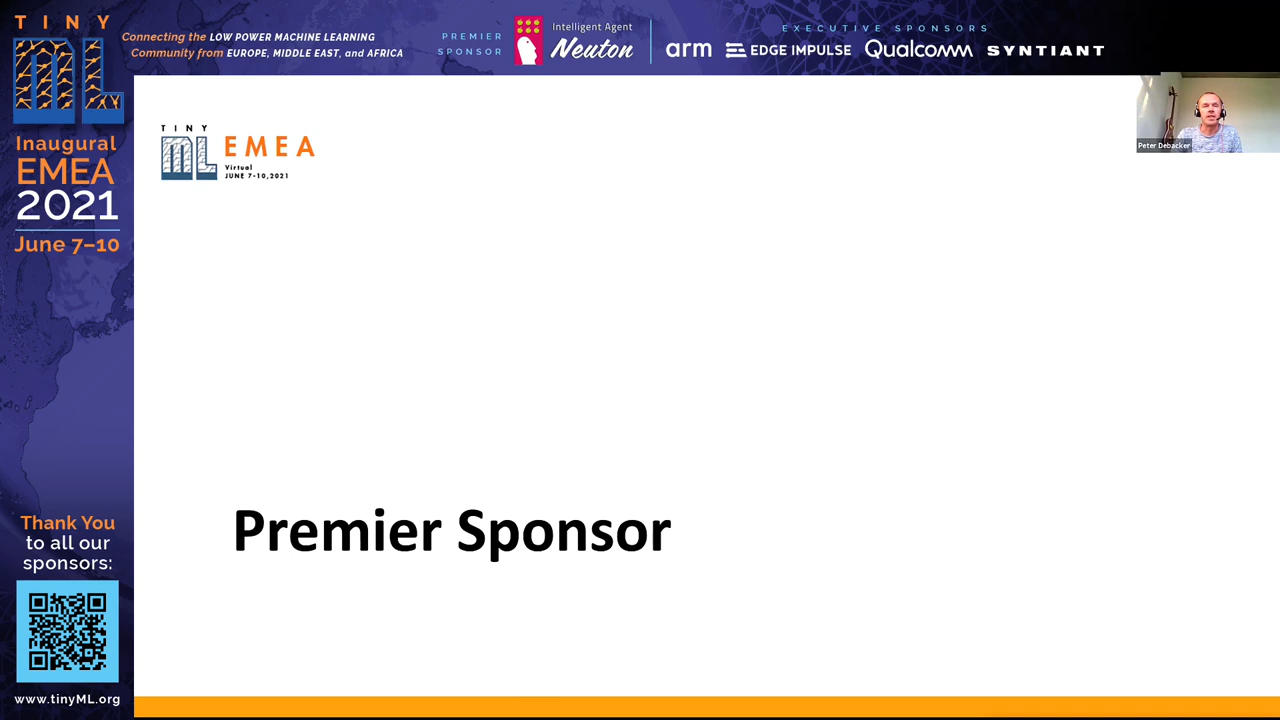 TINY
ML
Inaugural
EMEA
2021
June 7–10
Connecting the LOW POWER MACHINE LEARNING
Community from EUROPE, MIDDLE EAST, and AFRICA
PREMIER
SPONSOR
Intelligent Agent
Neuton
EXECUTIVE SPONSORS
arm
EDGE IMPULSE
Qualcomm
SYNTIANT
Peter Debacker
TINY
ML
EMEA
Virtual
JUNE 7-10,2021
Premier Sponsor
Thank You
to all our
sponsors:
www.tinyML.org